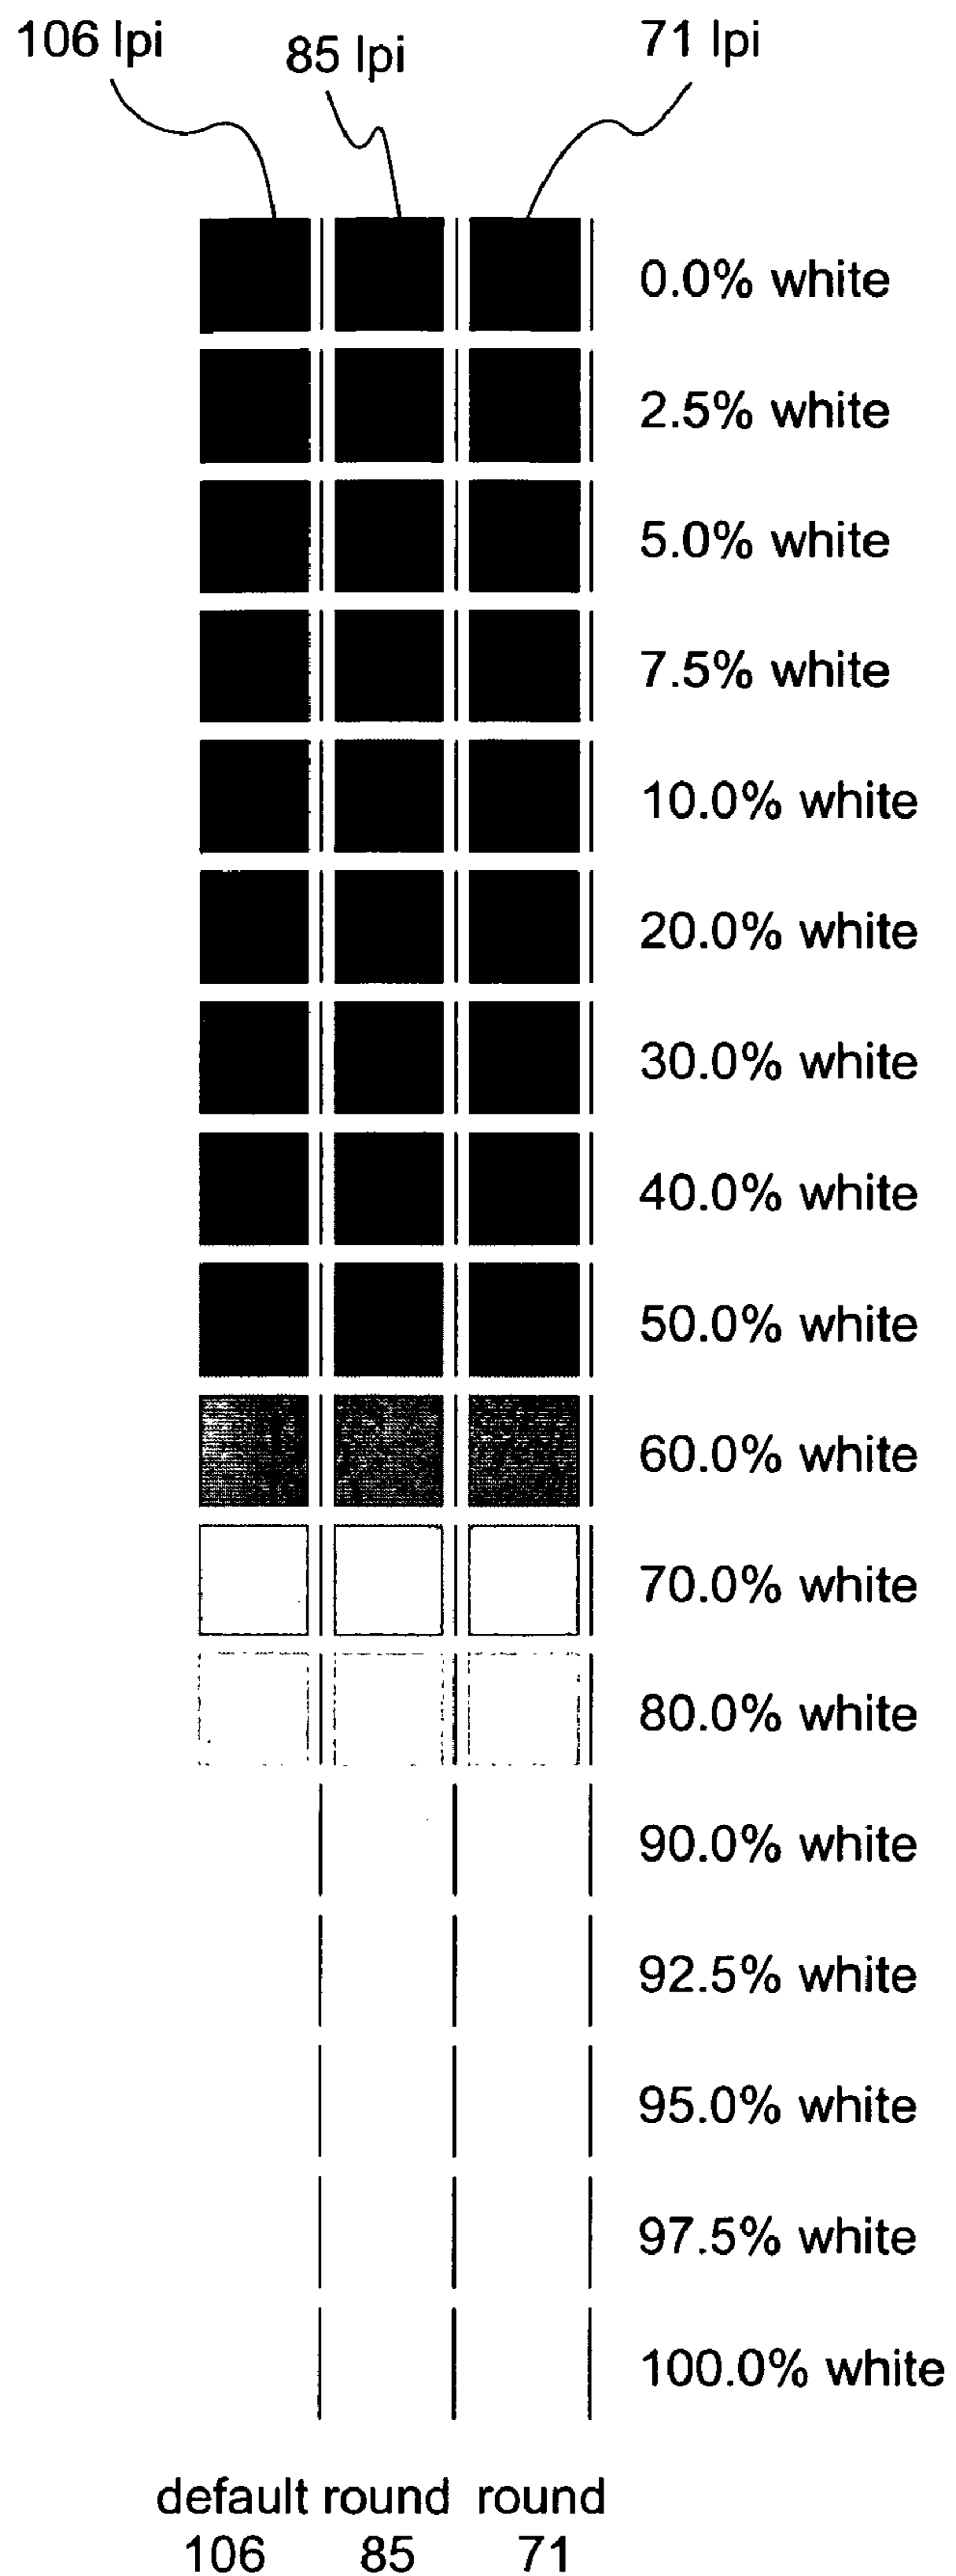 106 lpi
85 lpi
71 lpi
0.0% white
2.5% white
5.0% white
7.5% white
10.0% white
20.0% white
30.0% white
40.0% white
50.0% white
60.0% white
70.0% white
80.0% white
90.0% white
92.5% white
95.0% white
97.5% white
100.0% white
default round round
106 85 71